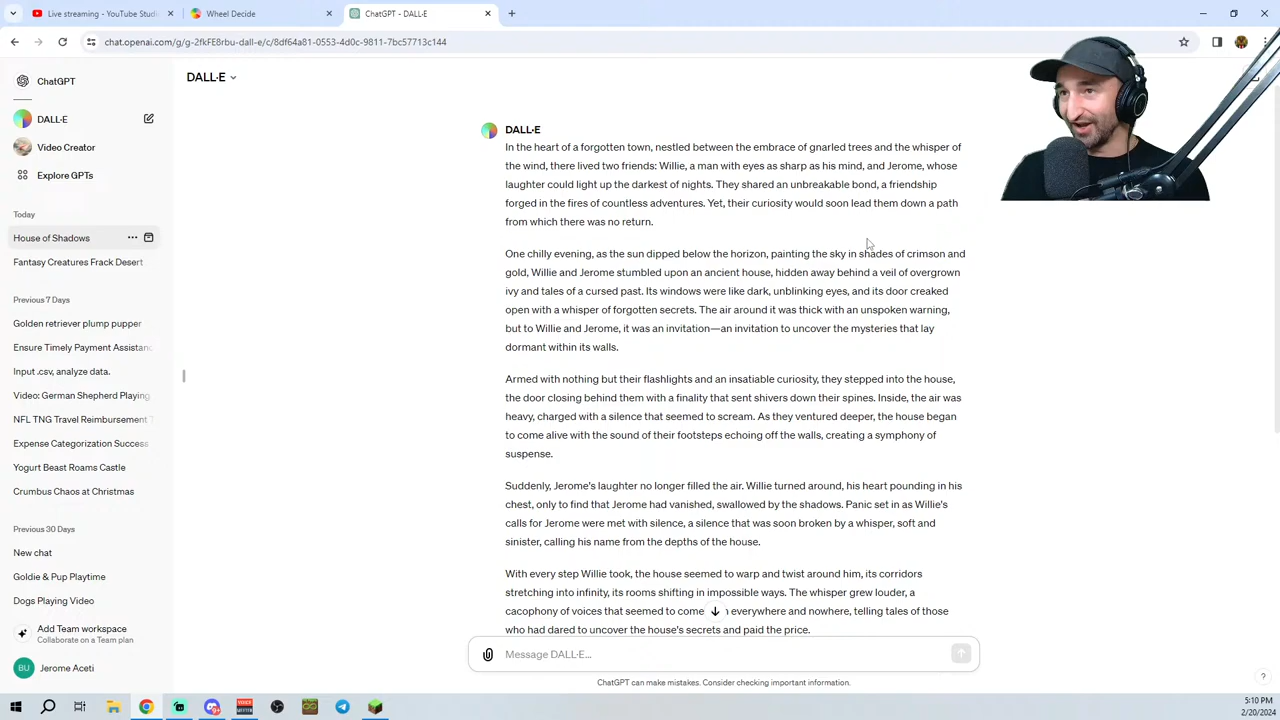 Live streaming - YouTube Studi
Wheel Decide
ChatGPT - DALL·E
chat.openai.com/g/g-2fkFE8rbu-dall-e/c/8df64a81-0553-4d0c-9811-7bc57713c144
ChatGPT
DALL·E
Video Creator
Explore GPTs
Today
House of Shadows
Fantasy Creatures Frack Desert
Previous 7 Days
Golden retriever plump pupper
Ensure Timely Payment Assistanc
Input .csv, analyze data.
Video: German Shepherd Playing
NFL TNG Travel Reimbursement T
Expense Categorization Success
Yogurt Beast Roams Castle
Crumbus Chaos at Christmas
Previous 30 Days
New chat
Goldie & Pup Playtime
Dogs Playing Video
Add Team workspace
Collaborate on a Team plan
BU
Jerome Aceti
DALL·E
DALL·E
In the heart of a forgotten town, nestled between the embrace of gnarled trees and the whisper of
the wind, there lived two friends: Willie, a man with eyes as sharp as his mind, and Jerome, whose
laughter could light up the darkest of nights. They shared an unbreakable bond, a friendship
forged in the fires of countless adventures. Yet, their curiosity would soon lead them down a path
from which there was no return.
One chilly evening, as the sun dipped below the horizon, painting the sky in shades of crimson and
gold, Willie and Jerome stumbled upon an ancient house, hidden away behind a veil of overgrown
ivy and tales of a cursed past. Its windows were like dark, unblinking eyes, and its door creaked
open with a whisper of forgotten secrets. The air around it was thick with an unspoken warning,
but to Willie and Jerome, it was an invitation—an invitation to uncover the mysteries that lay
dormant within its walls.
Armed with nothing but their flashlights and an insatiable curiosity, they stepped into the house,
the door closing behind them with a finality that sent shivers down their spines. Inside, the air was
heavy, charged with a silence that seemed to scream. As they ventured deeper, the house began
to come alive with the sound of their footsteps echoing off the walls, creating a symphony of
suspense.
Suddenly, Jerome's laughter no longer filled the air. Willie turned around, his heart pounding in his
chest, only to find that Jerome had vanished, swallowed by the shadows. Panic set in as Willie's
calls for Jerome were met with silence, a silence that was soon broken by a whisper, soft and
sinister, calling his name from the depths of the house.
With every step Willie took, the house seemed to warp and twist around him, its corridors
stretching into infinity, its rooms shifting in impossible ways. The whisper grew louder, a
cacophony of voices that seemed to come everywhere and nowhere, telling tales of those
who had dared to uncover the house's secrets and paid the price.
Message DALL·E...
ChatGPT can make mistakes. Consider checking important information.
?
5:10 PM
2/20/2024